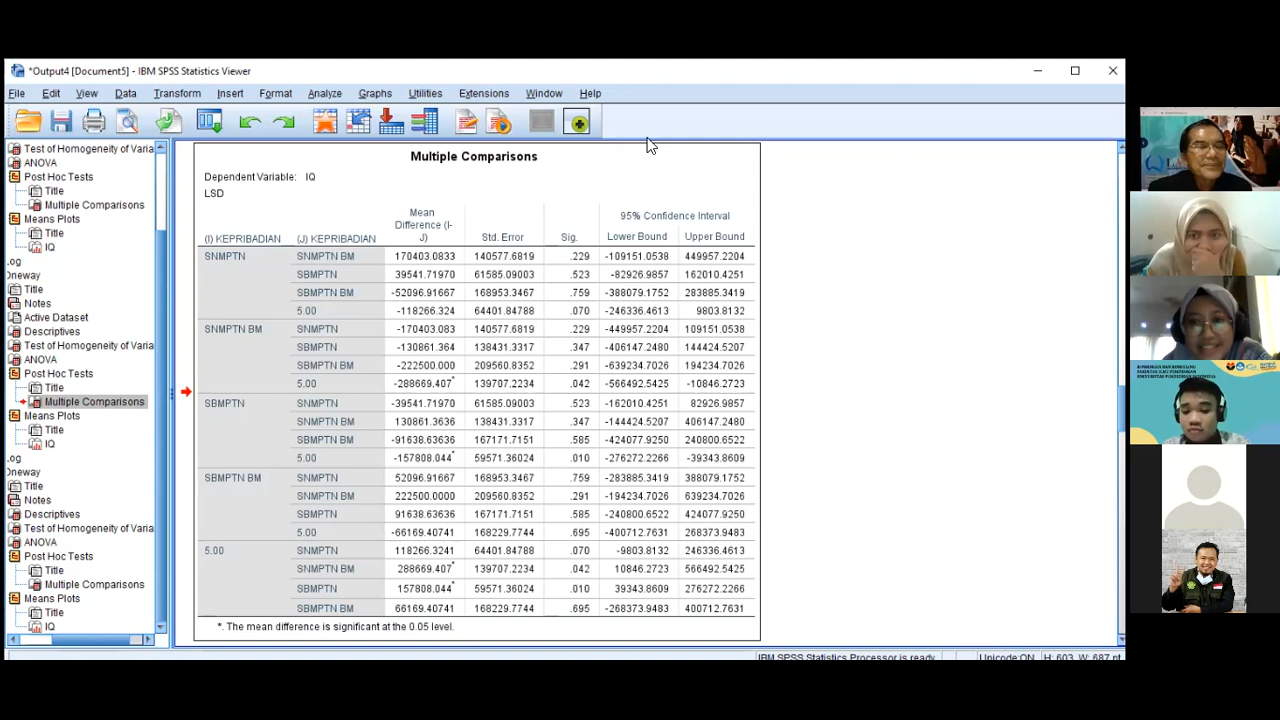 *Output4 [Document5] - IBM SPSS Statistics Viewer
File Edit View Data Transform Insert Format Analyze Graphs Utilities Extensions Window Help
Test of Homogeneity of Varia
ANOVA
Post Hoc Tests
Title
Multiple Comparisons
Means Plots
Title
IQ
Log
Oneway
Title
Notes
Active Dataset
Descriptives
Test of Homogeneity of Varia
ANOVA
Post Hoc Tests
Title
Multiple Comparisons
Means Plots
Title
IQ
Log
Oneway
Title
Notes
Descriptives
Test of Homogeneity of Varia
ANOVA
Post Hoc Tests
Title
Multiple Comparisons
Means Plots
Title
IQ
Multiple Comparisons
Dependent Variable: IQ
LSD
(I) KEPRIBADIAN (J) KEPRIBADIAN Mean Difference (I-J) Std. Error Sig. 95% Confidence Interval Lower Bound Upper Bound
SNMPTN SNMPTN BM 170403.0833 140577.6819 .229 -109151.0538 449957.2204
SBMPTN 39541.71970 61585.09003 .523 -82926.9857 162010.4251
SBMPTN BM -52096.91667 168953.3467 .759 -388079.1752 283885.3419
5.00 -118266.324 64401.84788 .070 -246336.4613 9803.8132
SNMPTN BM SNMPTN -170403.083 140577.6819 .229 -449957.2204 109151.0538
SBMPTN -130861.364 138431.3317 .347 -406147.2480 144424.5207
SBMPTN BM -222500.000 209560.8352 .291 -639234.7026 194234.7026
5.00 -288669.407* 139707.2234 .042 -566492.5425 -10846.2723
SBMPTN SNMPTN -39541.71970 61585.09003 .523 -162010.4251 82926.9857
SNMPTN BM 130861.3636 138431.3317 .347 -144424.5207 406147.2480
SBMPTN BM -91638.63636 167171.7151 .585 -424077.9250 240800.6522
5.00 -157808.044* 59571.36024 .010 -276272.2266 -39343.8609
SBMPTN BM SNMPTN 52096.91667 168953.3467 .759 -283885.3419 388079.1752
SNMPTN BM 222500.0000 209560.8352 .291 -194234.7026 639234.7026
SBMPTN 91638.63636 167171.7151 .585 -240800.6522 424077.9250
5.00 -66169.40741 168229.7744 .695 -400712.7631 268373.9483
5.00 SNMPTN 118266.3241 64401.84788 .070 -9803.8132 246336.4613
SNMPTN BM 288669.407* 139707.2234 .042 10846.2723 566492.5425
SBMPTN 157808.044* 59571.36024 .010 39343.8609 276272.2266
SBMPTN BM 66169.40741 168229.7744 .695 -268373.9483 400712.7631
*. The mean difference is significant at the 0.05 level.
IBM SPSS Statistics Processor is ready Unicode:ON H: 603, W: 687 pt.
BIMBINGAN DAN KONSELING
FAKULTAS ILMU PENDIDIKAN
UNIVERSITAS PENDIDIKAN INDONESIA